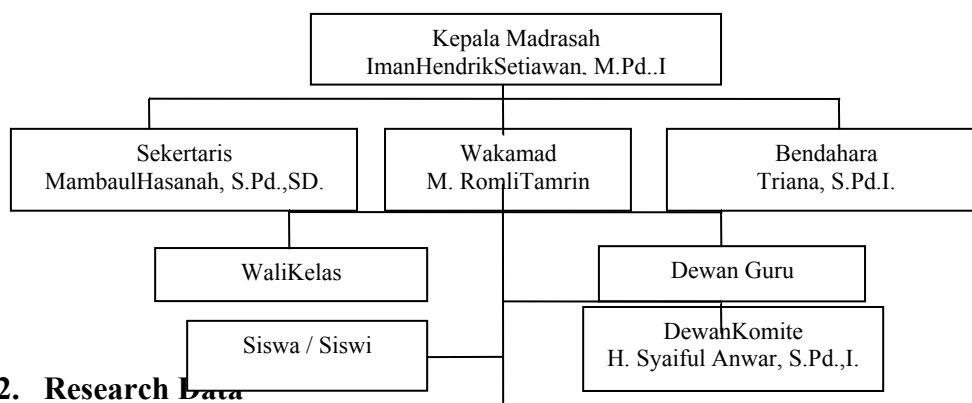 Kepala Madrasah
ImanHendrikSetiawan, M.Pd..I
Sekertaris
MambaulHasanah, S.Pd.,SD.
Wakamad
M. RomliTamrin
Bendahara
Triana, S.Pd.I.
WaliKelas
Dewan Guru
Siswa / Siswi
DewanKomite
H. Syaiful Anwar, S.Pd.,I.
2. Research Data